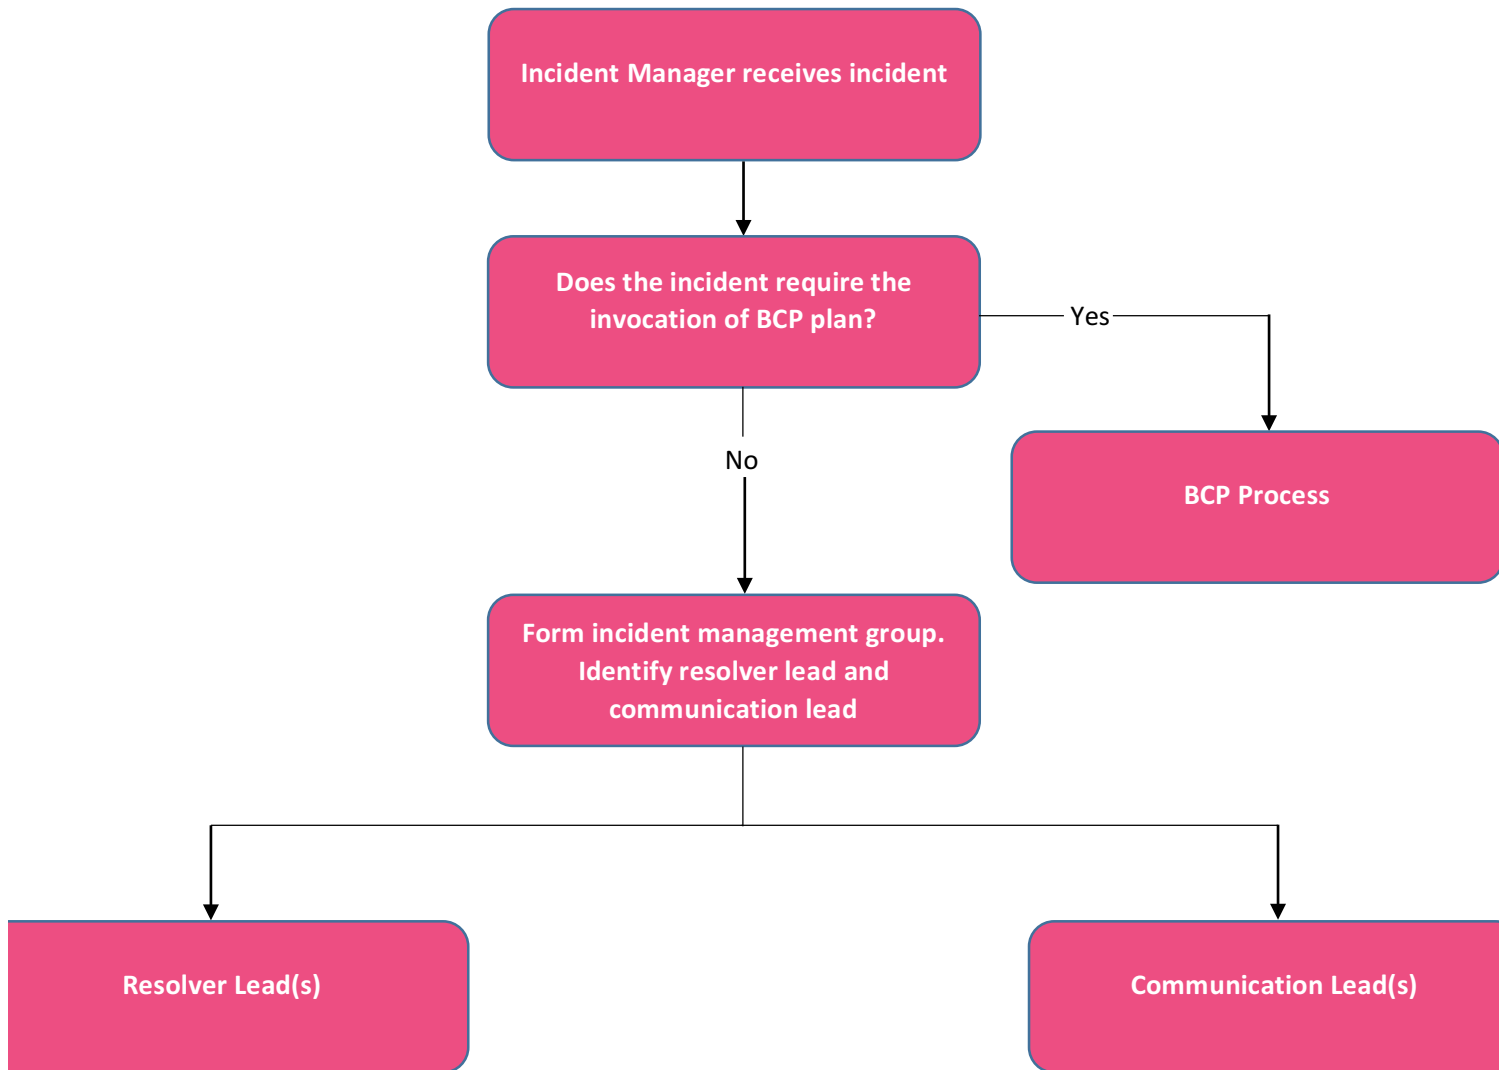 Incident Manager receives incident
Does the incident require the
invocation of BCP plan?
Yes
No
BCP Process
Form incident management group.
Identify resolver lead and
communication lead
Resolver Lead(s)
Communication Lead(s)